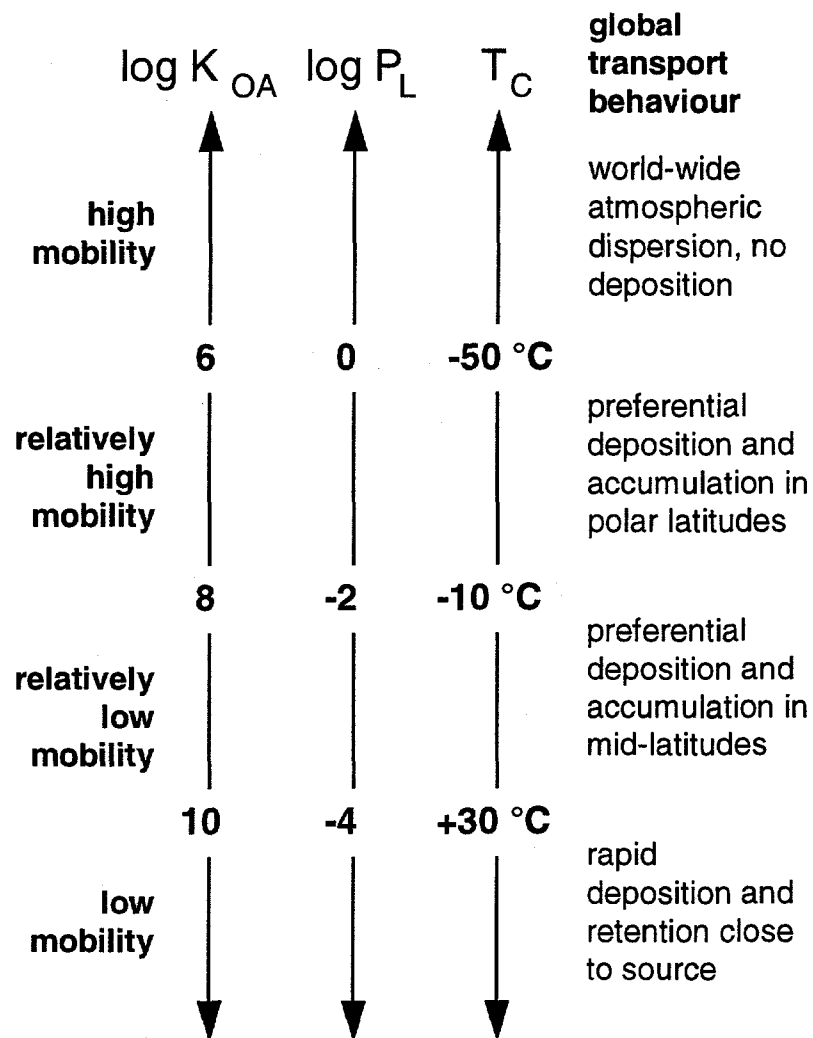 log K OA log P L T C global
transport
behaviour
high
mobility
world-wide
atmospheric
dispersion, no
deposition
6 0 -50 °C
relatively
high
mobility
preferential
deposition and
accumulation in
polar latitudes
8 -2 -10 °C
relatively
low
mobility
preferential
deposition and
accumulation in
mid-latitudes
10 -4 +30 °C
low
mobility
rapid
deposition and
retention close
to source